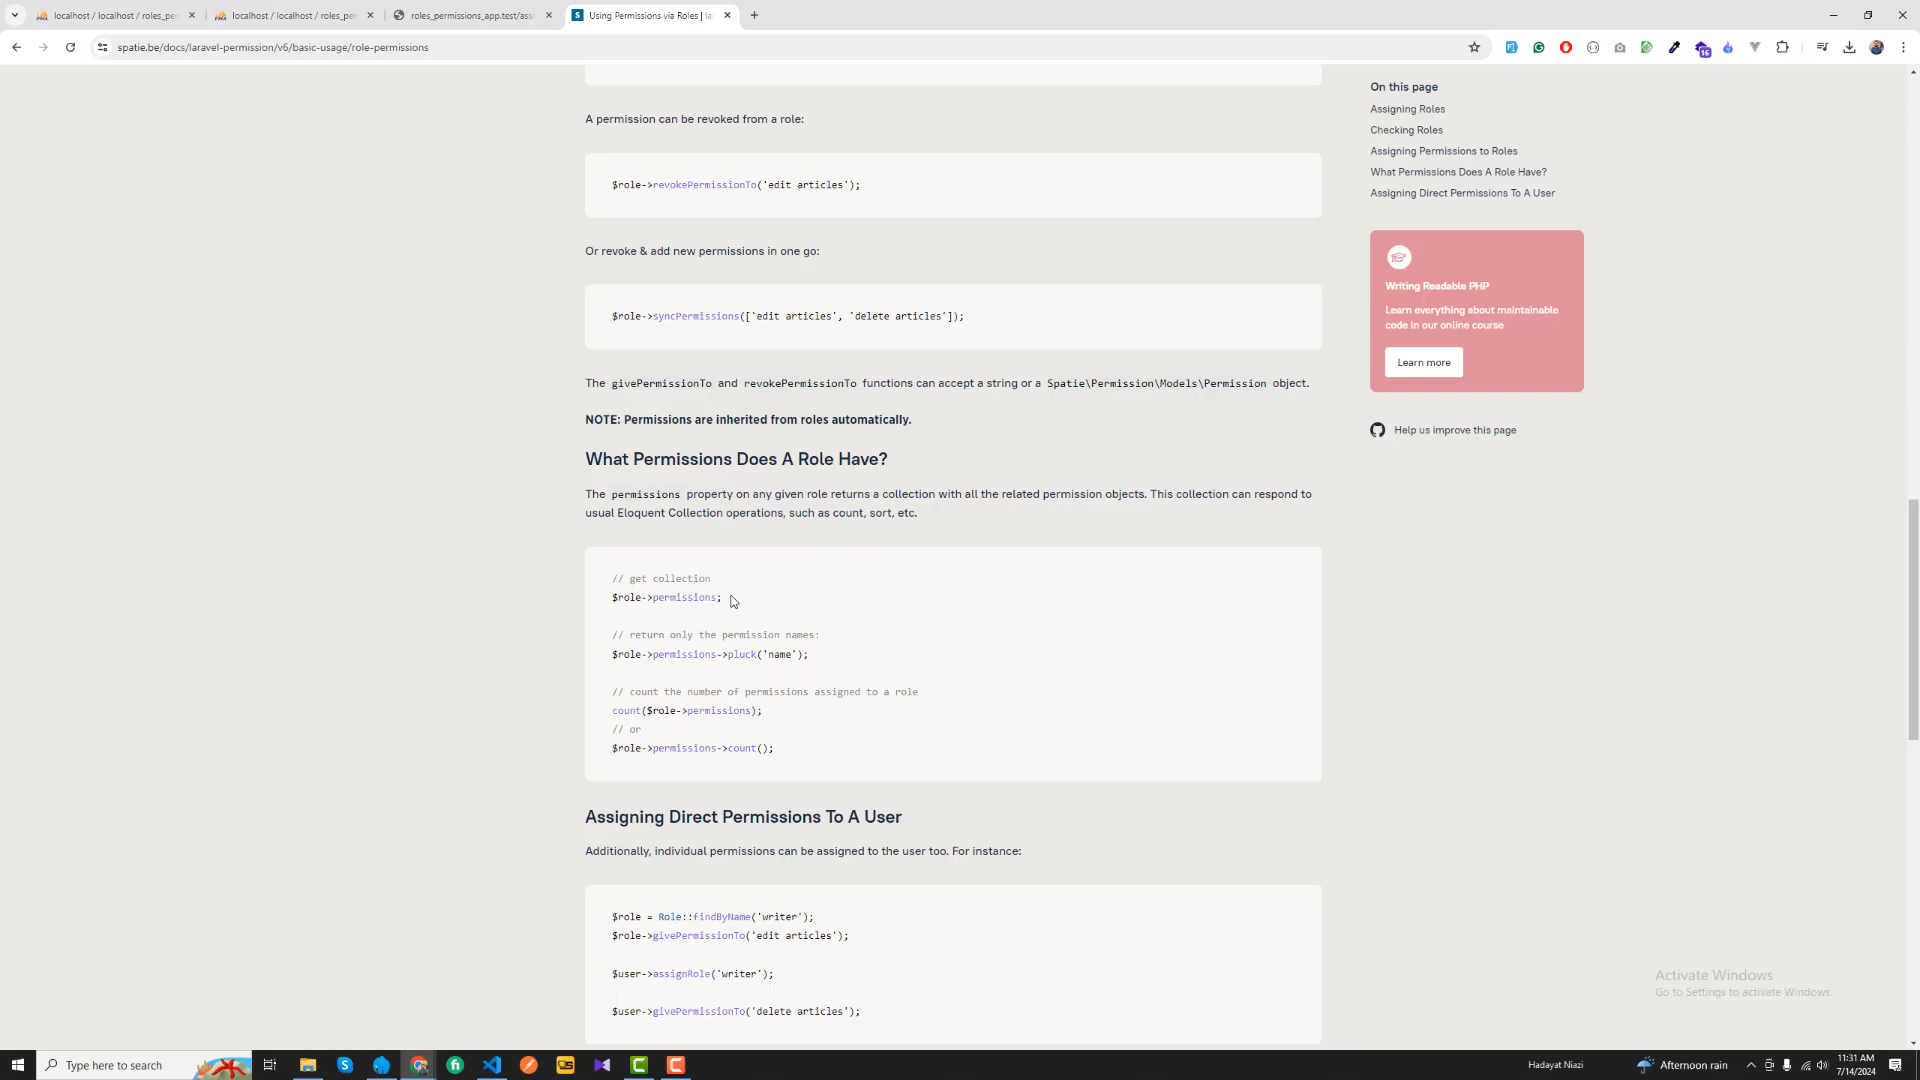 localhost / localhost / roles_per
localhost / localhost / roles_per
roles_permissions_app.test/assi
Using Permissions via Roles | la
spatie.be/docs/laravel-permission/v6/basic-usage/role-permissions
A permission can be revoked from a role:
$role->revokePermissionTo('edit articles');
Or revoke & add new permissions in one go:
$role->syncPermissions(['edit articles', 'delete articles']);
The givePermissionTo and revokePermissionTo functions can accept a string or a Spatie\Permission\Models\Permission object.
NOTE: Permissions are inherited from roles automatically.
What Permissions Does A Role Have?
The permissions property on any given role returns a collection with all the related permission objects. This collection can respond to
usual Eloquent Collection operations, such as count, sort, etc.
// get collection
$role->permissions;
// return only the permission names:
$role->permissions->pluck('name');
// count the number of permissions assigned to a role
count($role->permissions);
// or
$role->permissions->count();
Assigning Direct Permissions To A User
Additionally, individual permissions can be assigned to the user too. For instance:
$role = Role::findByName('writer');
$role->givePermissionTo('edit articles');
$user->assignRole('writer');
$user->givePermissionTo('delete articles');
On this page
Assigning Roles
Checking Roles
Assigning Permissions to Roles
What Permissions Does A Role Have?
Assigning Direct Permissions To A User
Writing Readable PHP
Learn everything about maintainable
code in our online course
Learn more
Help us improve this page
Activate Windows
Go to Settings to activate Windows.
Type here to search
Hadayat Niazi
Afternoon rain
11:31 AM
7/14/2024